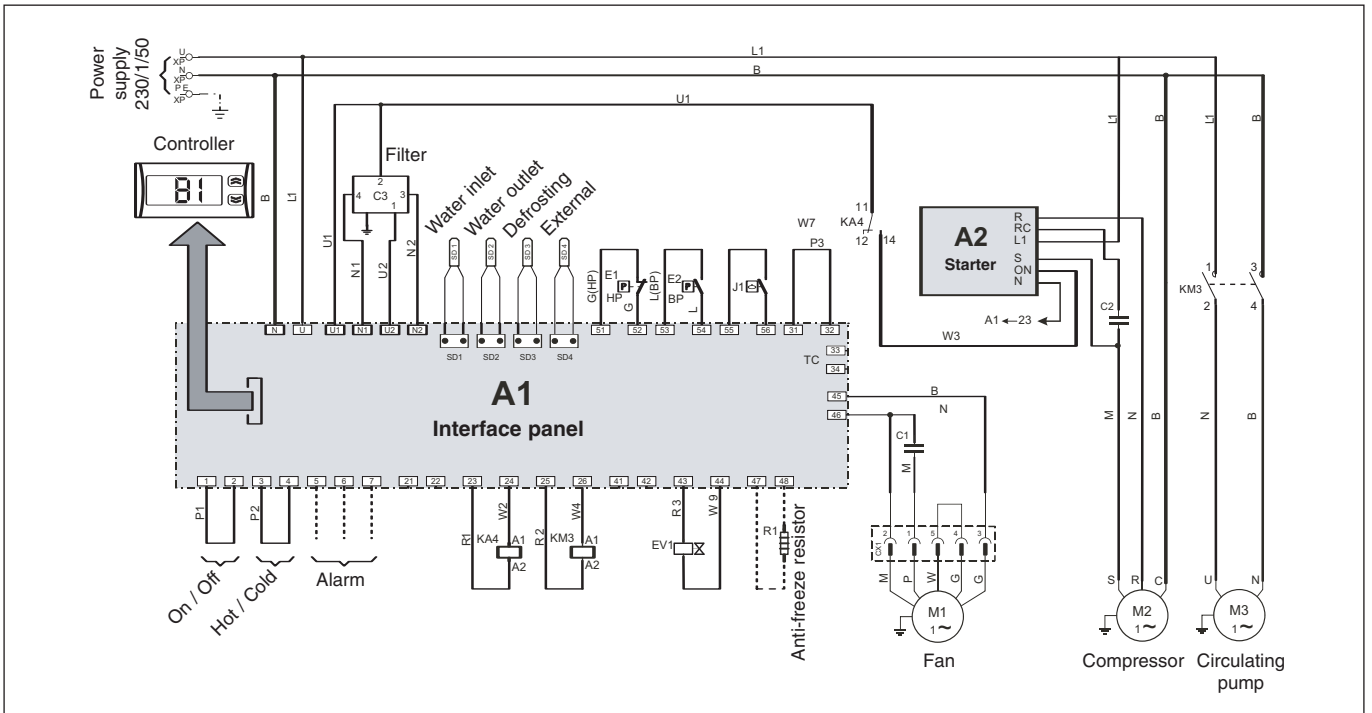 Power supply 230/1/50
U XP
N XP
PE XP
L1
B
U1
Controller
81
Filter
2
4 C3 3
1
B
L1
U1
N1
U2
N2
Water inlet
Water outlet
Defrosting
External
SD1
SD2
SD3
SD4
G(HP)
E1
P
HP
G
L(BP)
E2
P
BP
L
J1
W7
P3
11
KA4
12
14
A2
Starter
R
RC
L1
S
ON
N
A1
23
W3
C2
L1
B
L1
B
1
3
KM3
2
4
N U U1 N1 U2 N2
SD1 SD2 SD3 SD4
51 52 53 54 55 56 31 32
TC
33
34
45
46
A1
Interface panel
B
N
C1
M
M
N
B
N
B
1 2 3 4 5 6 7 21 22 23 24 25 26 41 42 43 44 47 48
P1
P2
On / Off
Hot / Cold
Alarm
R1
KA4
W2
A1
A2
R2
KM3
W4
A1
A2
R 3
EV1
W 9
R1
Anti-freeze resistor
CX1
2 1 5 4 3
M P W G G
M1
1~
Fan
S R C
M2
1~
Compressor
U N
M3
1~
Circulating pump